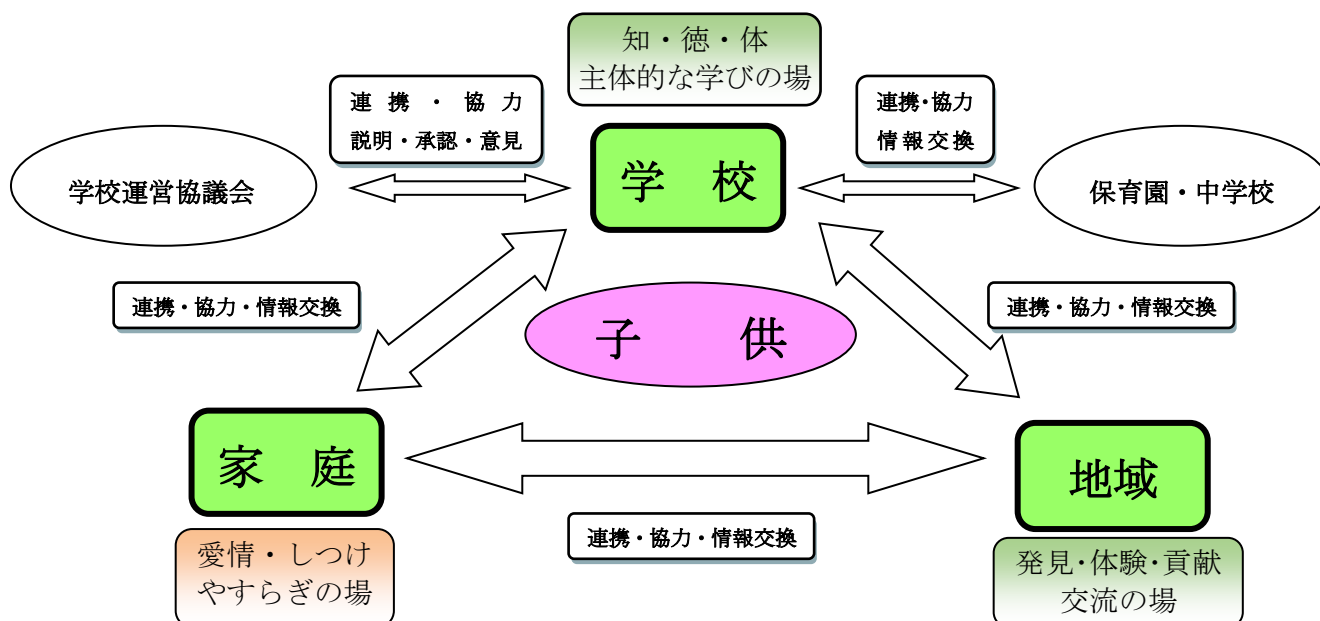 知・徳・体
主体的な学びの場
連携・協力
説明・承認・意見
連携・協力
情報交換
学校
学校運営協議会
保育園・中学校
連携・協力・情報交換
連携・協力・情報交換
子供
家庭
地域
連携・協力・情報交換
愛情・しつけ
やすらぎの場
発見・体験・貢献
交流の場